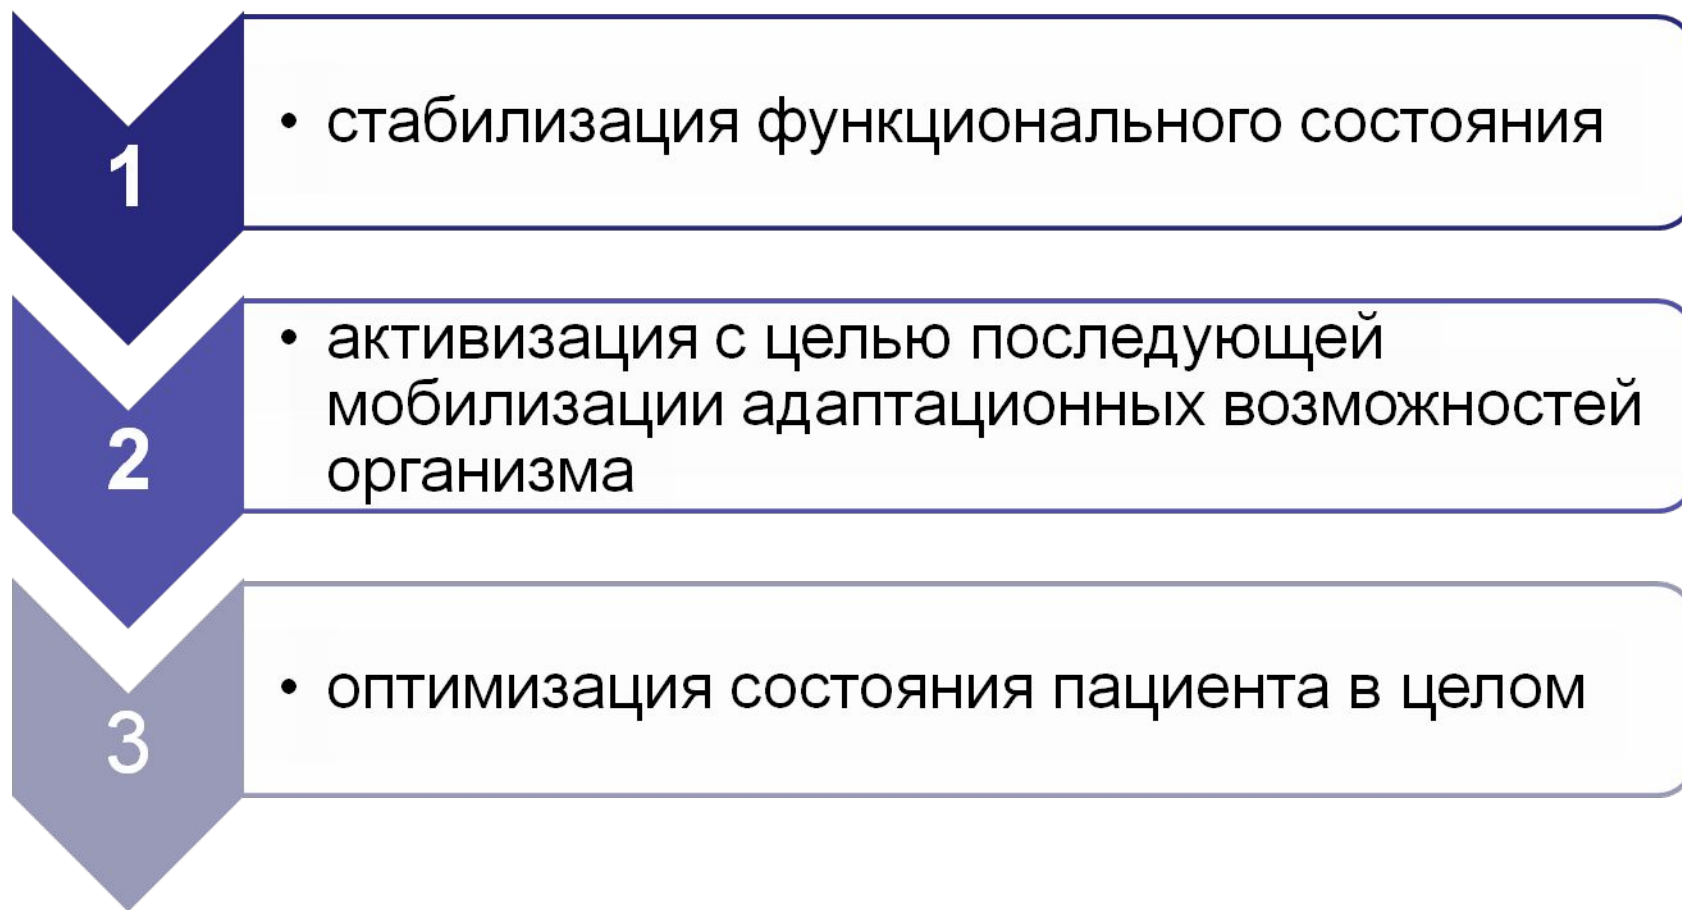 1
• стабилизация функционального состояния
2
• активизация с целью последующей
мобилизации адаптационных возможностей
организма
3
• оптимизация состояния пациента в целом